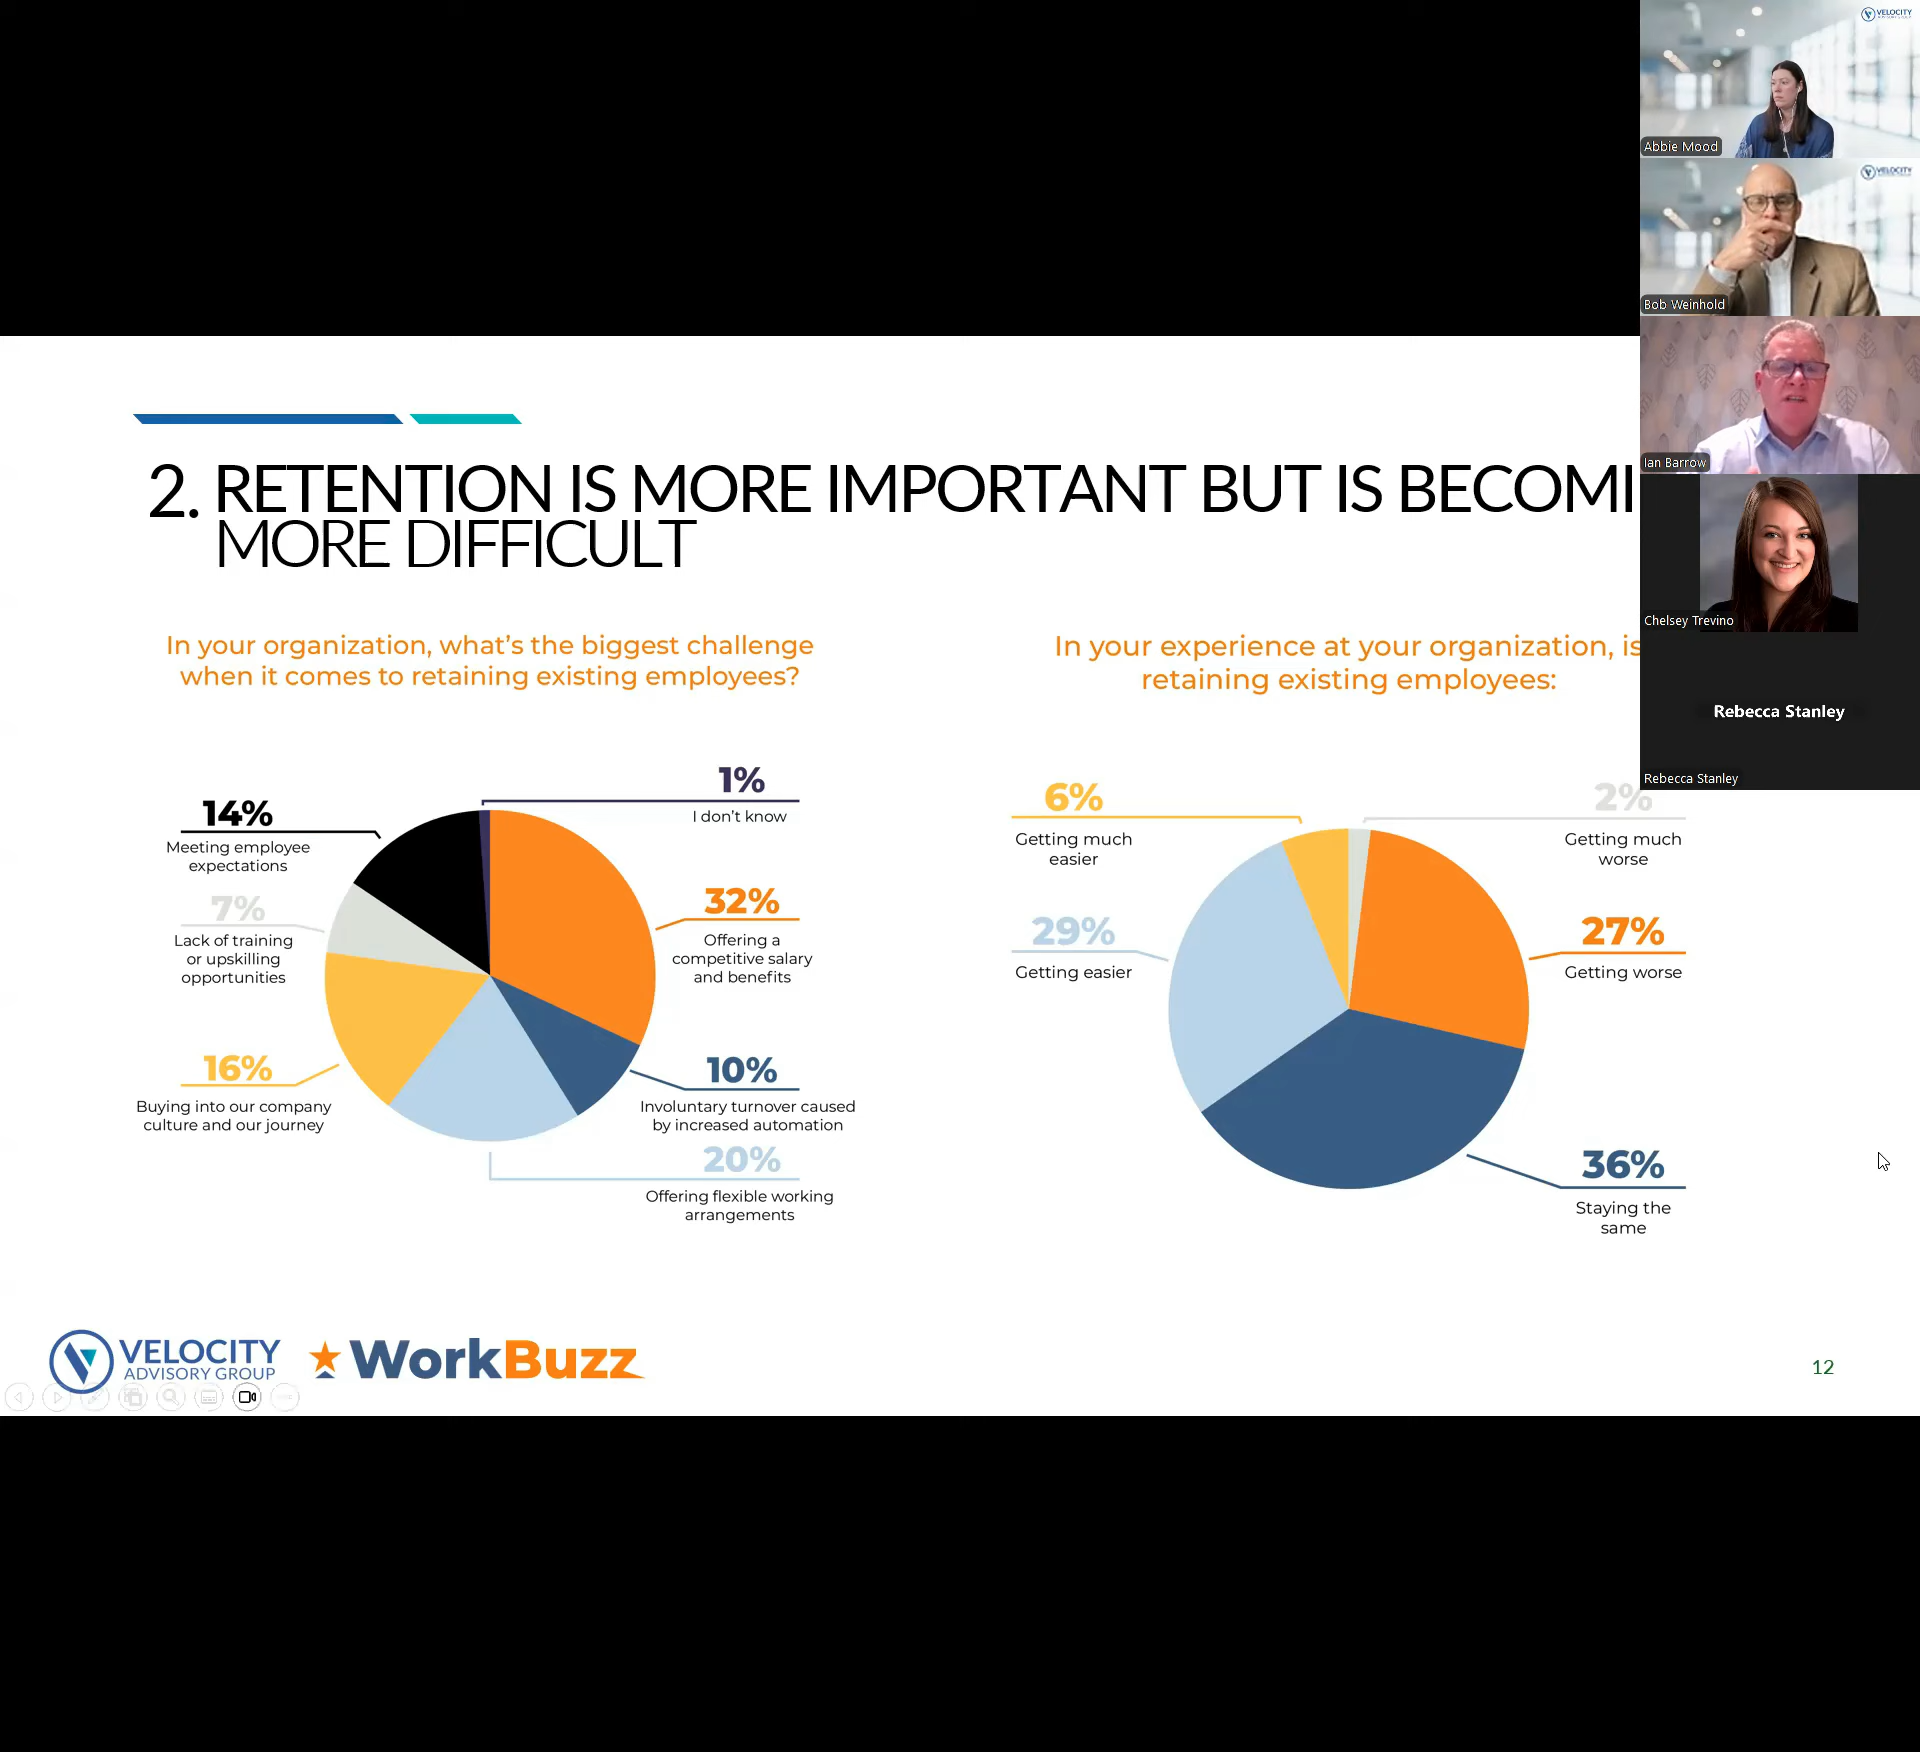 2. RETENTION IS MORE IMPORTANT BUT IS BECOMI
MORE DIFFICULT
In your organization, what's the biggest challenge
when it comes to retaining existing employees?
1%
I don't know
14%
Meeting employee
expectations
32%
Offering a
competitive salary
and benefits
7%
Lack of training
or upskilling
opportunities
16%
Buying into our company
culture and our journey
10%
Involuntary turnover caused
by increased automation
20%
Offering flexible working
arrangements
In your experience at your organization, is
retaining existing employees:
6%
Getting much
easier
2%
Getting much
worse
29%
Getting easier
27%
Getting worse
36%
Staying the
same
VELOCITY
ADVISORY GROUP
WorkBuzz
12
VELOCITY
Abbie Mood
VELOCITY
Bob Weinhold
Ian Barrow
Chelsey Trevino
Rebecca Stanley
Rebecca Stanley